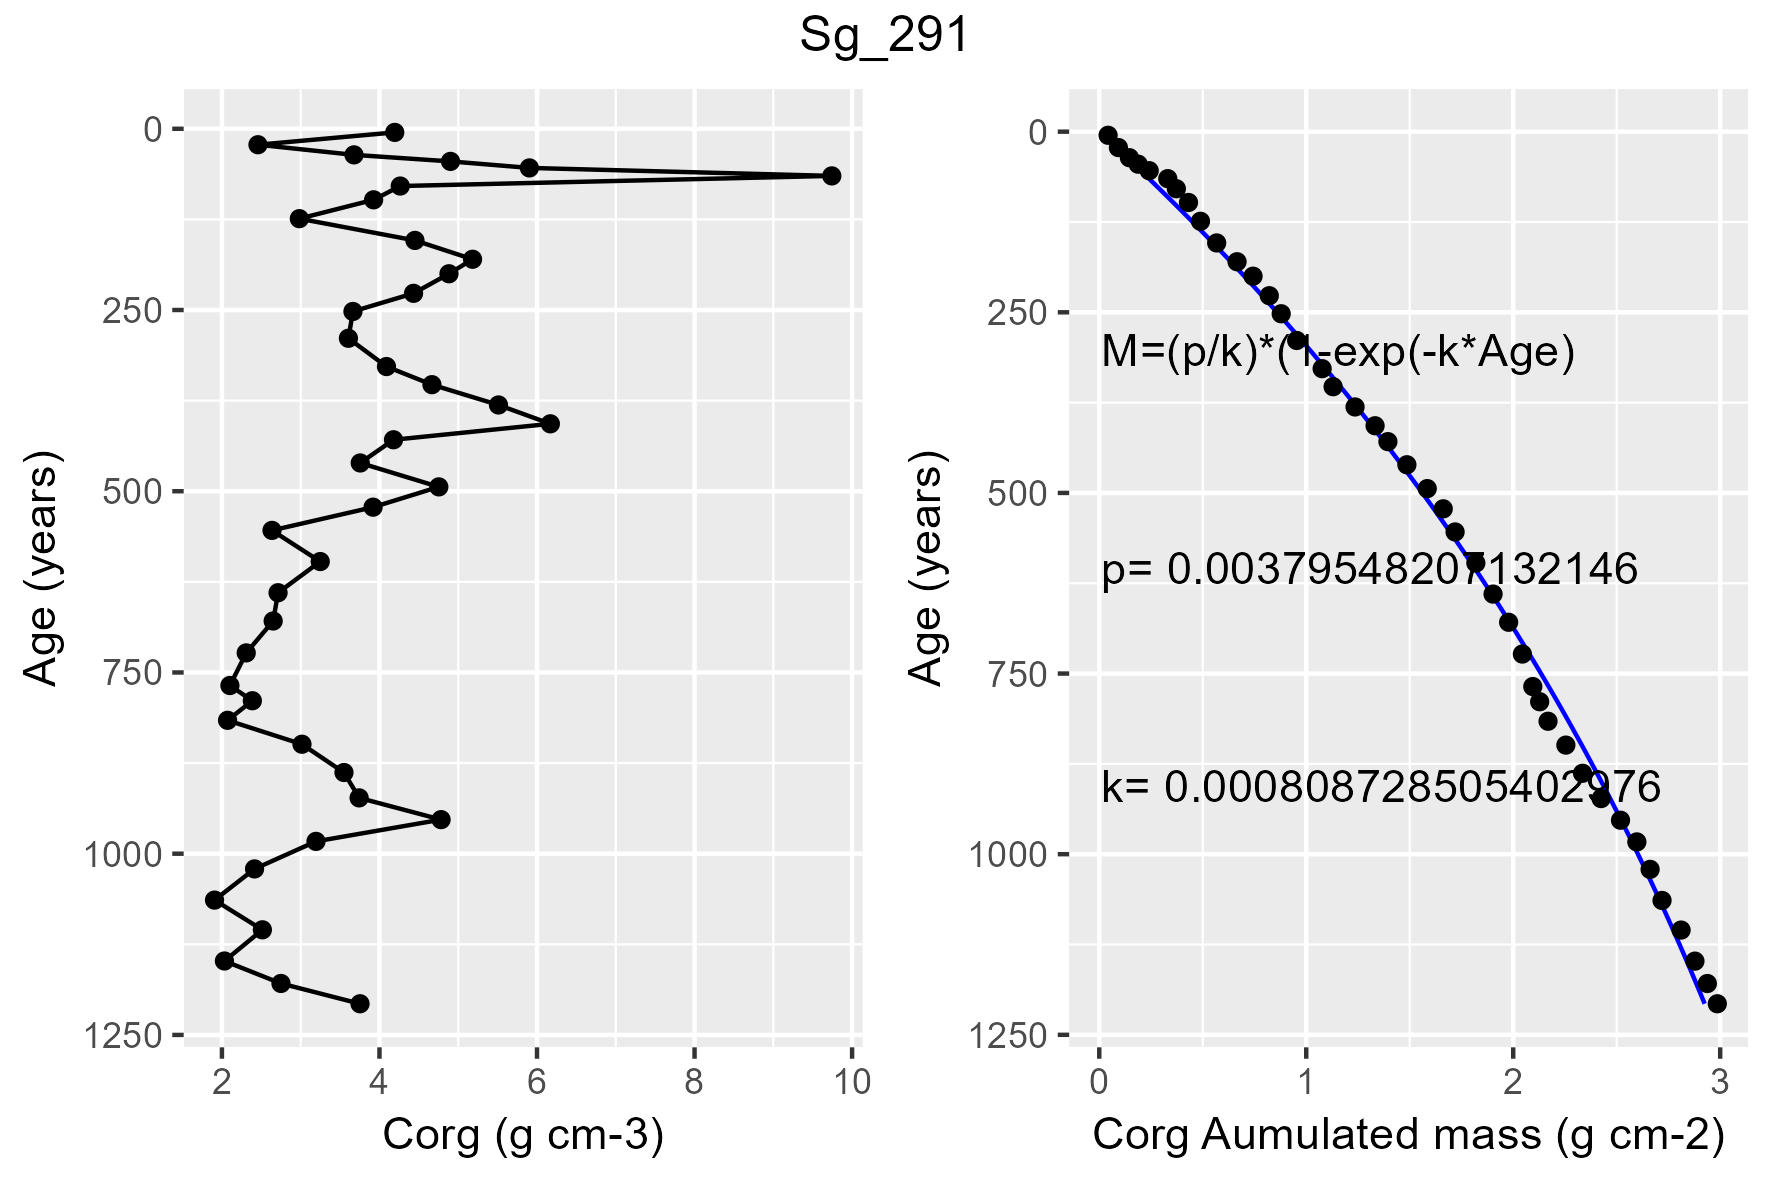 Sg_291
0
250
500
750
1000
1250
Age (years)
2
4
6
8
10
Corg (g cm-3)
0
250
500
750
1000
1250
Age (years)
M=(p/k)*(1-exp(-k*Age)
p= 0.00379548207132146
k= 0.000808728505402976
0
1
2
3
Corg Aumulated mass (g cm-2)